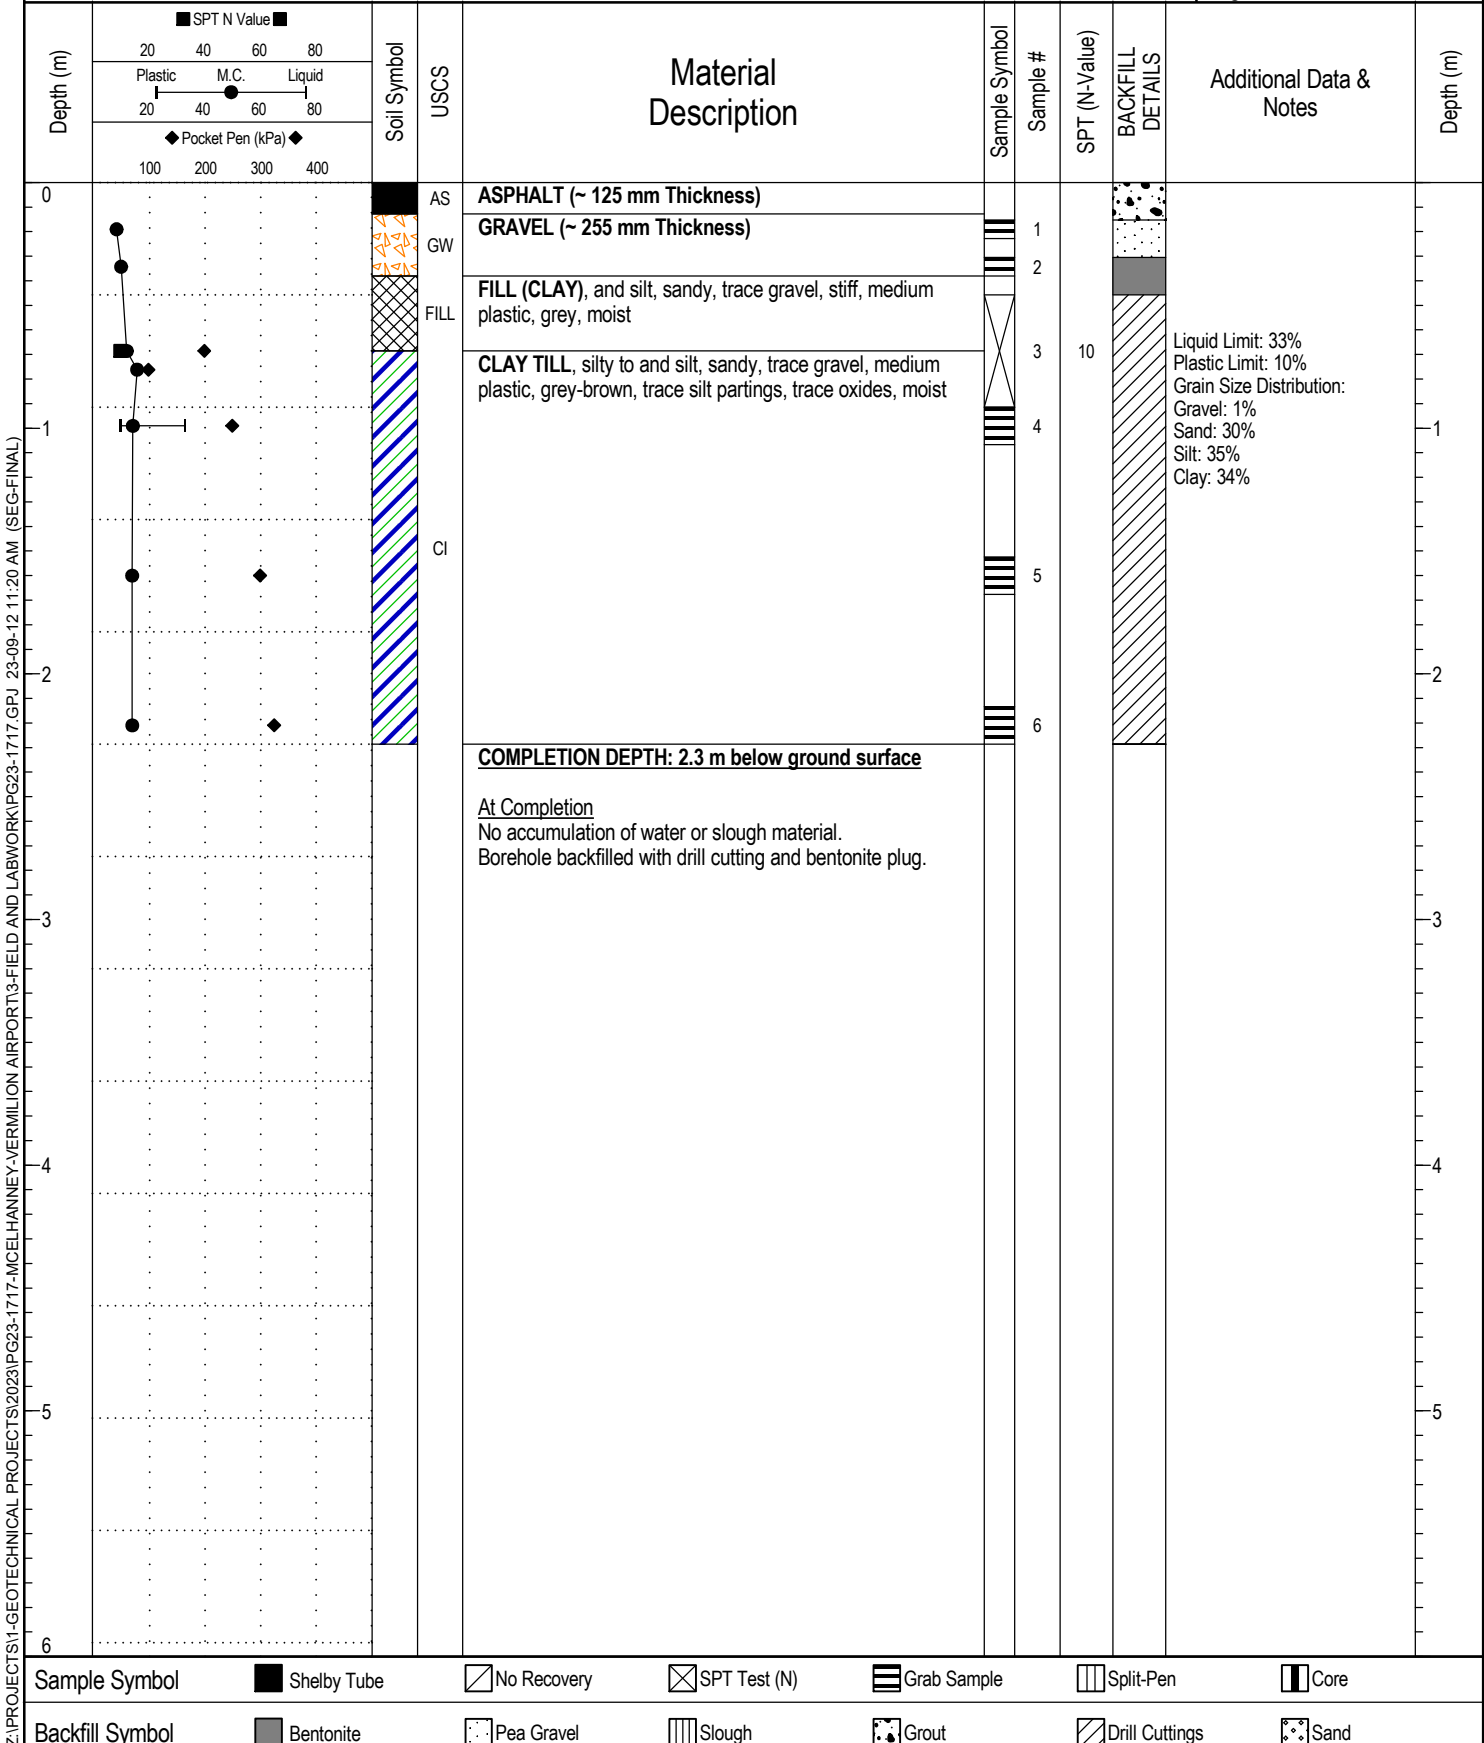 SPT N Value
20 40 60 80
Plastic M.C. Liquid
20 40 60 80
Pocket Pen (kPa)
100 200 300 400
Depth (m)
Soil Symbol
USCS
Material
Description
Sample Symbol
Sample #
SPT (N-Value)
BACKFILL
DETAILS
Additional Data &
Notes
Depth (m)
0
AS
ASPHALT (~ 125 mm Thickness)
GW
GRAVEL (~ 255 mm Thickness)
1
2
FILL
FILL (CLAY), and silt, sandy, trace gravel, stiff, medium
plastic, grey, moist
3
10
CLAY TILL, silty to and silt, sandy, trace gravel, medium
plastic, grey-brown, trace silt partings, trace oxides, moist
Liquid Limit: 33%
Plastic Limit: 10%
Grain Size Distribution:
Gravel: 1%
Sand: 30%
Silt: 35%
Clay: 34%
4
1
1
CI
5
2
2
6
COMPLETION DEPTH: 2.3 m below ground surface
At Completion
No accumulation of water or slough material.
Borehole backfilled with drill cutting and bentonite plug.
3
3
4
4
5
5
6
Z:\PROJECTS\1-GEOTECHNICAL PROJECTS\2023\PG23-1717-MCELHANNEY-VERMILION AIRPORT\3-FIELD AND LABWORK\PG23-1717.GPJ 23-09-12 11:20 AM (SEG-FINAL)
Sample Symbol Shelby Tube No Recovery SPT Test (N) Grab Sample Split-Pen Core
Backfill Symbol Bentonite Pea Gravel Slough Grout Drill Cuttings Sand